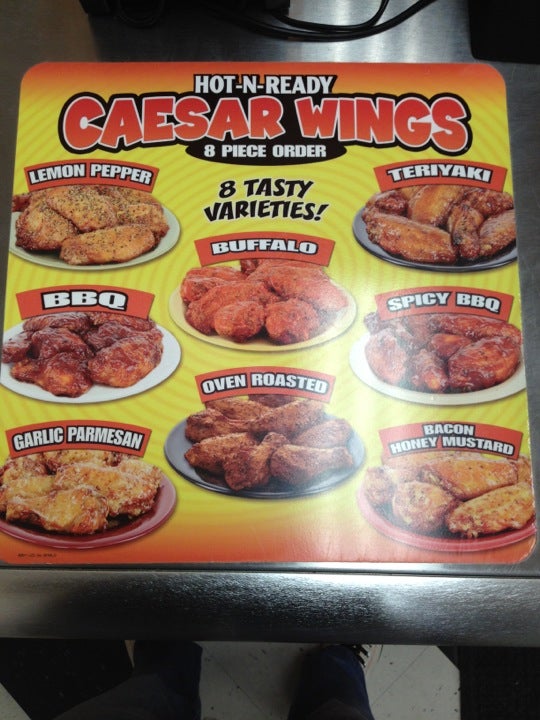 HOT-N-READY
CAESAR WINGS
8 PIECE ORDER
8 TASTY
VARIETIES!
LEMON PEPPER
TERIYAKI
BUFFALO
BBQ
SPICY BBQ
OVEN ROASTED
GARLIC PARMESAN
BACON
HONEY MUSTARD